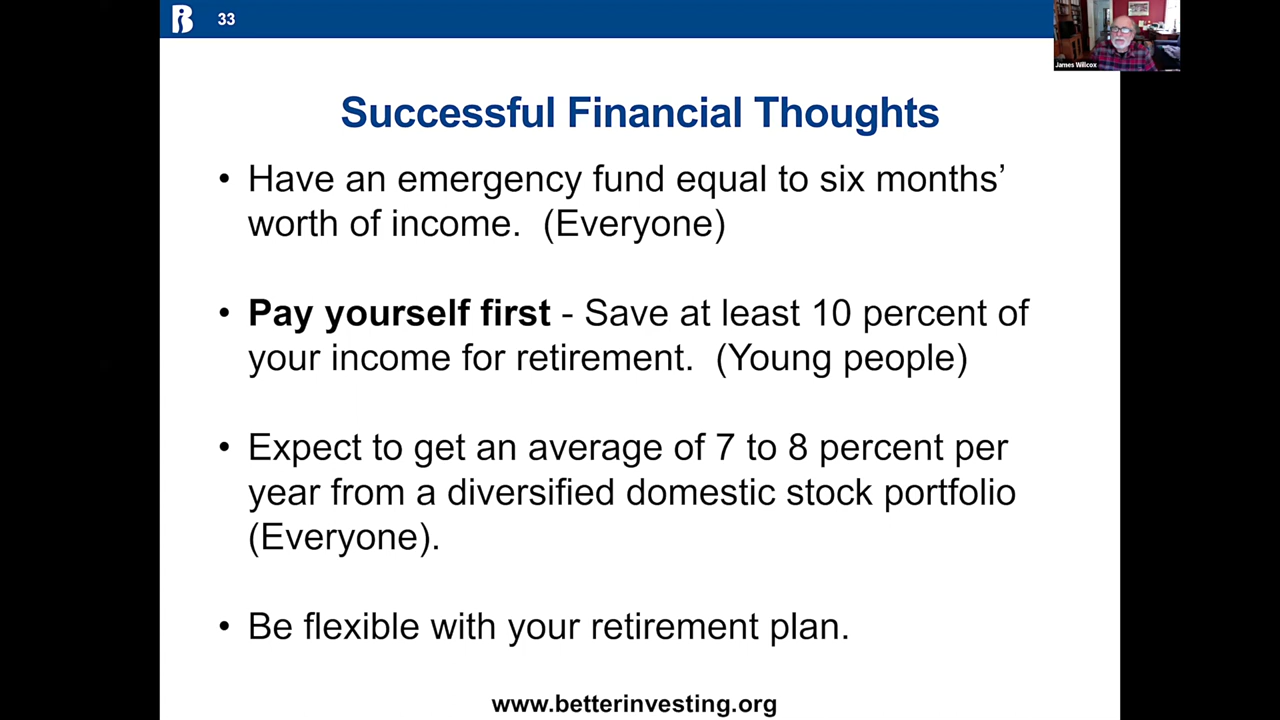 33
James Willcox
Successful Financial Thoughts
• Have an emergency fund equal to six months’
worth of income.  (Everyone)
• Pay yourself first - Save at least 10 percent of
your income for retirement.  (Young people)
• Expect to get an average of 7 to 8 percent per
year from a diversified domestic stock portfolio
(Everyone).
• Be flexible with your retirement plan.
www.betterinvesting.org